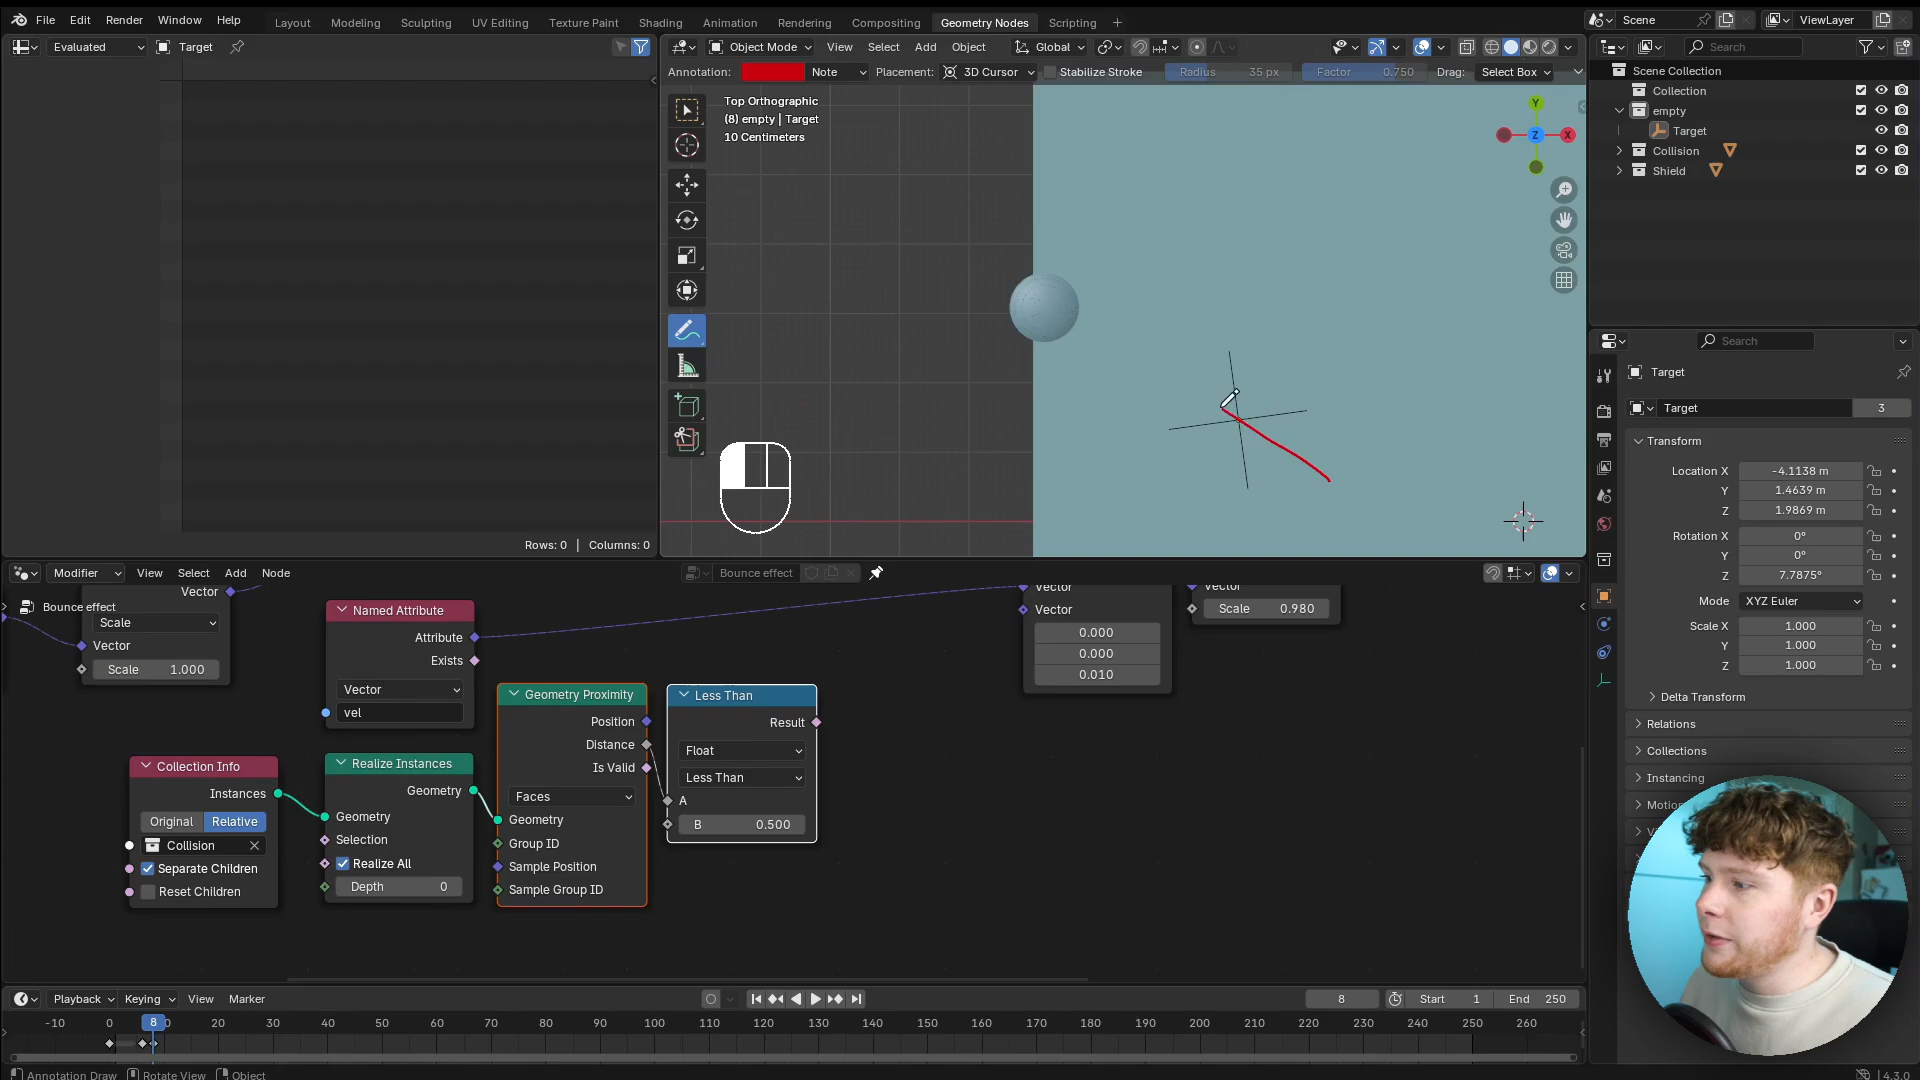 File Edit Render Window Help
Layout Modeling Sculpting UV Editing Texture Paint Shading Animation Rendering Compositing Geometry Nodes Scripting +
Scene
ViewLayer
Evaluated Target
Object Mode View Select Add Object Global
Annotation: Note Placement: 3D Cursor Stabilize Stroke Radius 35 px Factor 0.750 Drag: Select Box
Top Orthographic
(8) empty | Target
10 Centimeters
Y
Z
X
Rows: 0 | Columns: 0
Search
Scene Collection
Collection
empty
Target
Collision
Shield
Search
Target
Target 3
Transform
Location X -4.1138 m
Y 1.4639 m
Z 1.9869 m
Rotation X 0°
Y 0°
Z 7.7875°
Mode XYZ Euler
Scale X 1.000
Y 1.000
Z 1.000
Delta Transform
Relations
Collections
Instancing
Modifier View Select Add Node
Bounce effect
Bounce effect
Vector
Scale
Vector
Scale 1.000
Named Attribute
Attribute
Exists
Vector
vel
Vector
Vector
0.000
0.000
0.010
Vector
Scale 0.980
Collection Info
Instances
Original Relative
Collision
Separate Children
Reset Children
Realize Instances
Geometry
Geometry
Selection
Realize All
Depth 0
Geometry Proximity
Position
Distance
Is Valid
Faces
Geometry
Group ID
Sample Position
Sample Group ID
Less Than
Result
Float
Less Than
A
B 0.500
Playback Keying View Marker
8 Start 1 End 250
-10 0 8 20 30 40 50 60 70 80 90 100 110 120 130 140 150 160 170 180 190 200 210 220 230 240 250 260
Annotation Draw Rotate View Object
4.3.0